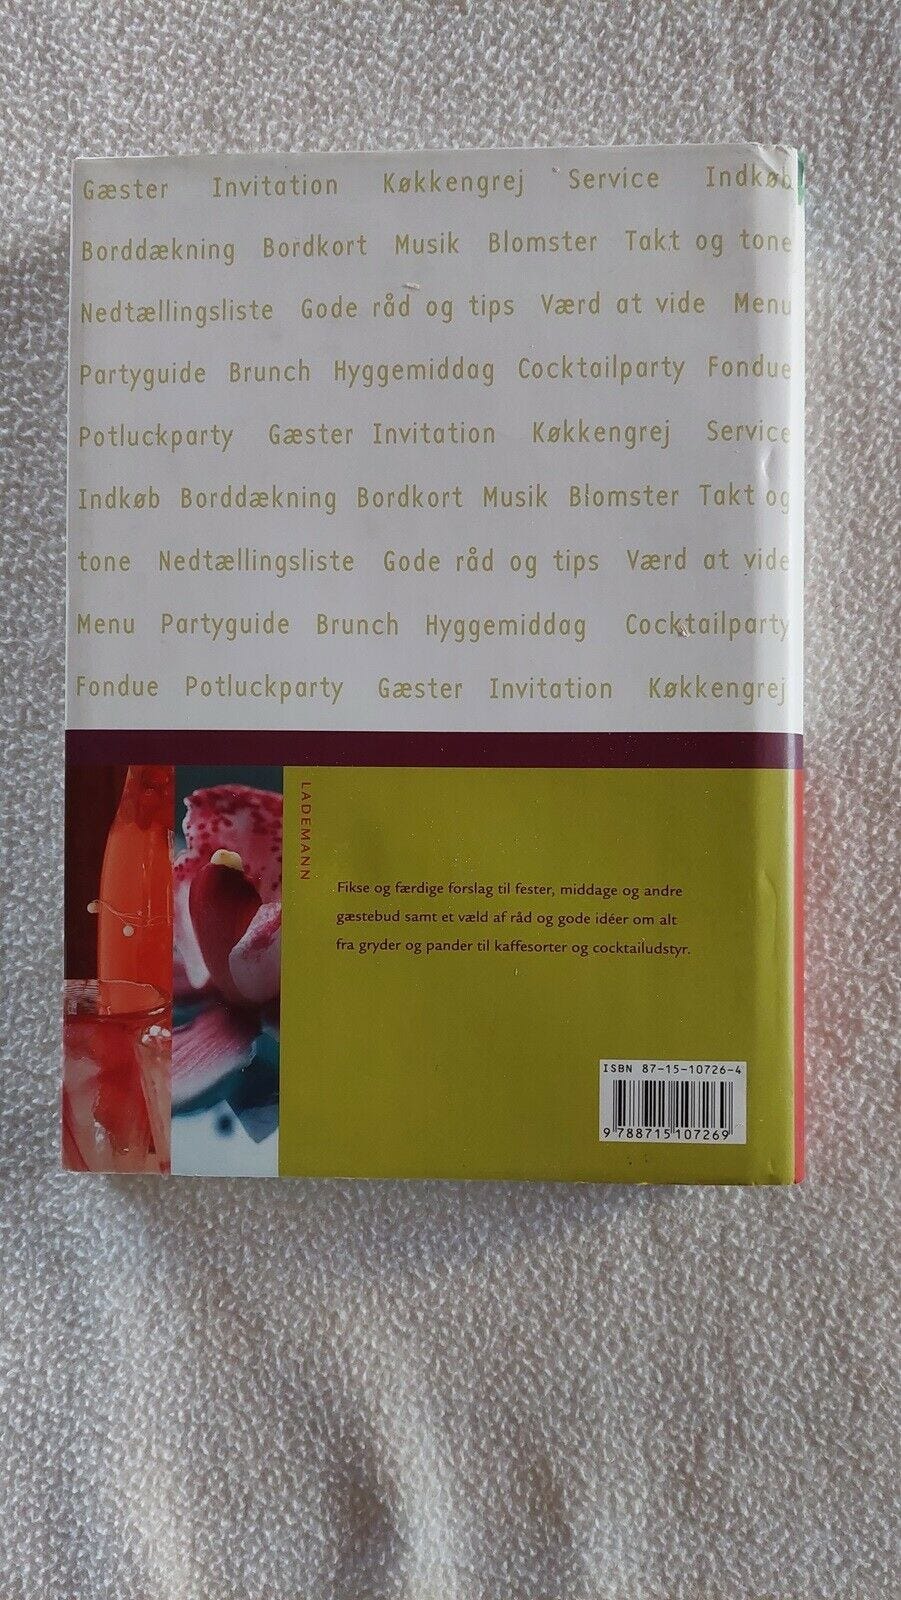 Gæster Invitation Køkkengrej Service Indkøb
Borddækning Bordkort Musik Blomster Takt og tone
Nedtællingsliste Gode råd og tips Værd at vide Menu
Partyguide Brunch Hyggemiddag Cocktailparty Fondue
Potluckparty Gæster Invitation Køkkengrej Service
Indkøb Borddækning Bordkort Musik Blomster Takt og
tone Nedtællingsliste Gode råd og tips Værd at vide
Menu Partyguide Brunch Hyggemiddag Cocktailparty
Fondue Potluckparty Gæster Invitation Køkkengrej
LADEMANN
Fikse og færdige forslag til fester, middage og andre
gæstebud samt et væld af råd og gode idéer om alt
fra gryder og pander til kaffesorter og cocktailudstyr.
ISBN 87-15-10726-4
9 788715 107269